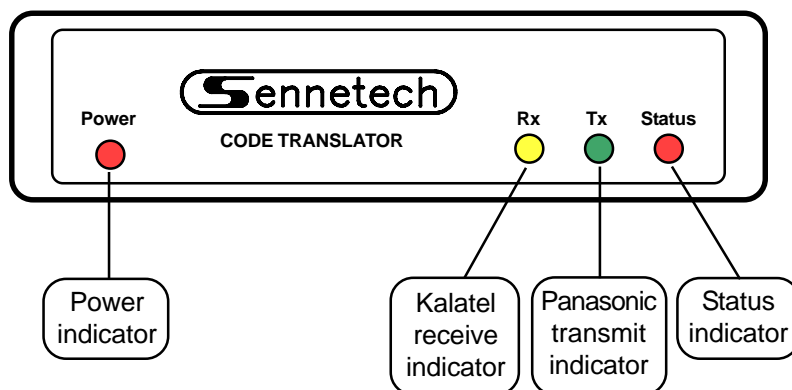 Sennetech
Power
CODE TRANSLATOR
Rx Tx Status
Power
indicator
Kalatel
receive
indicator
Panasonic
transmit
indicator
Status
indicator